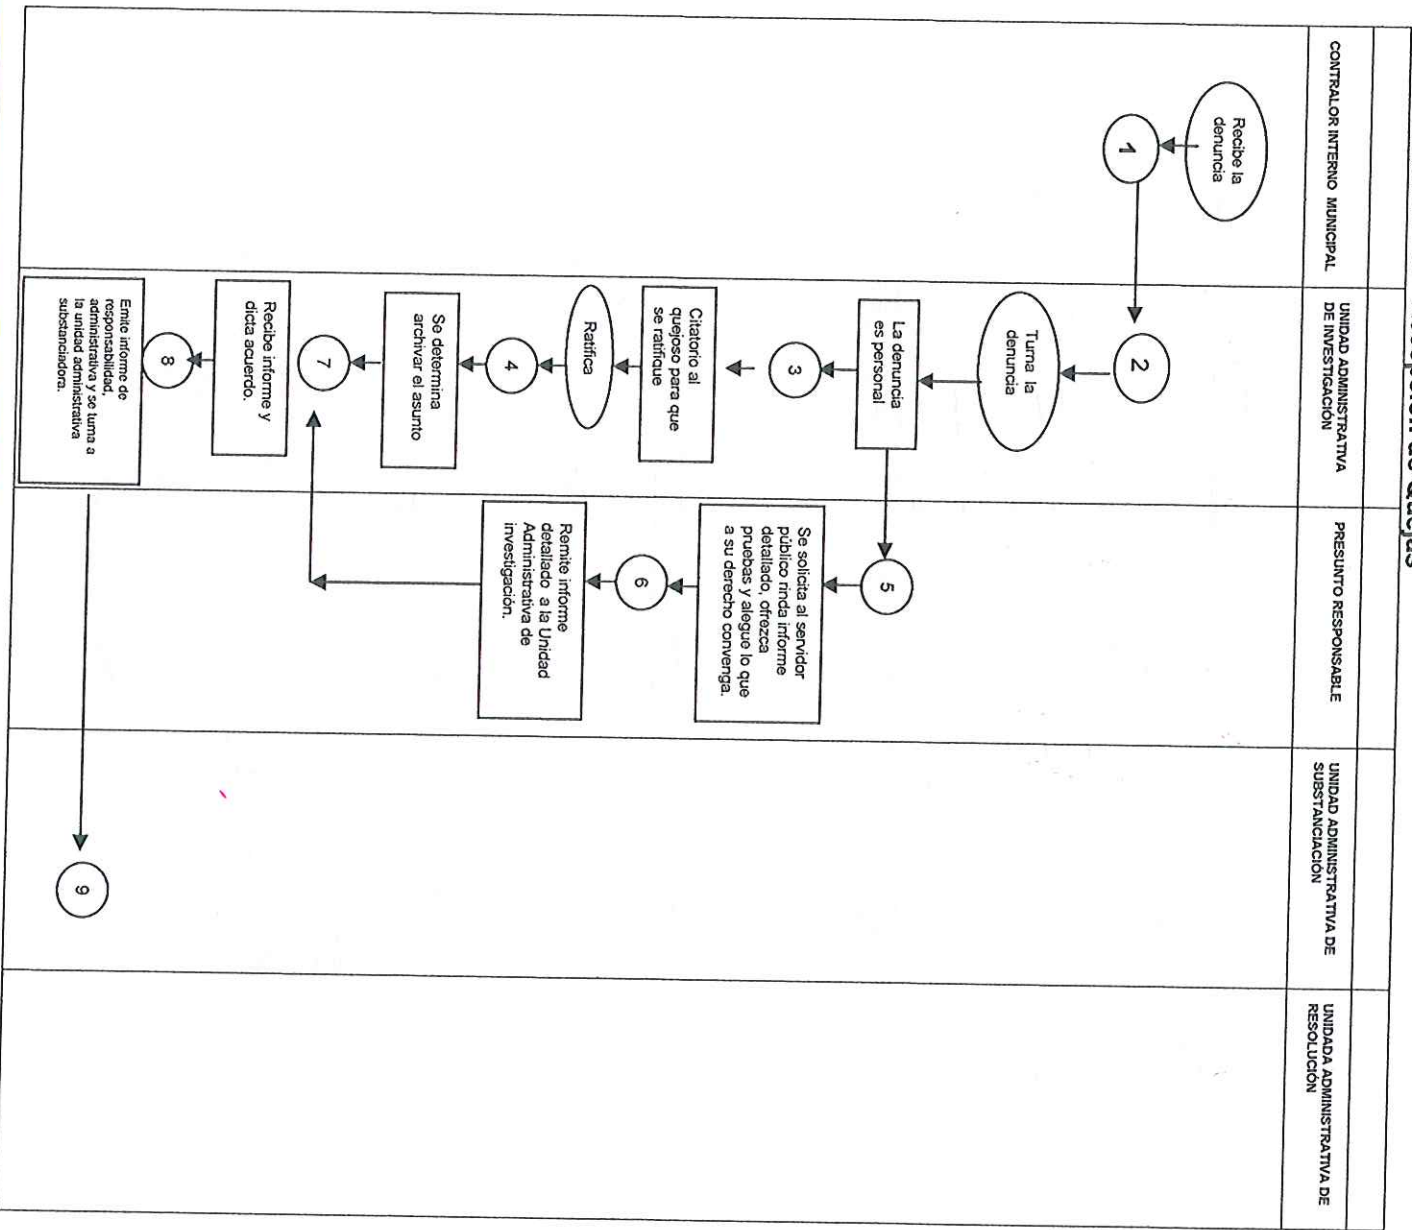 de Quejas
CONTRALOR INTERNO MUNICIPAL
UNIDAD ADMINISTRATIVA
DE INVESTIGACIÓN
PRESUNTO RESPONSABLE
UNIDAD ADMINISTRATIVA DE
SUBSTANCIACIÓN
UNIDADA ADMINISTRATIVA DE
RESOLUCIÓN
Recibe la
denuncia
1
2
Turna la
denuncia
La denuncia
es personal
3
Citatorio al
quejoso para que
se ratifique
Ratifica
4
Se determina
archivar el asunto
7
Recibe informe y
dicta acuerdo.
8
Emite informe de
responsabilidad,
administrativa y se turna a
la unidad administrativa
substanciadora.
5
Se solicita al servidor
público rinda informe
detallado, ofrezca
pruebas y alegue lo que
a su derecho convenga.
6
Remite informe
detallado a la Unidad
Administrativa de
investigación.
9